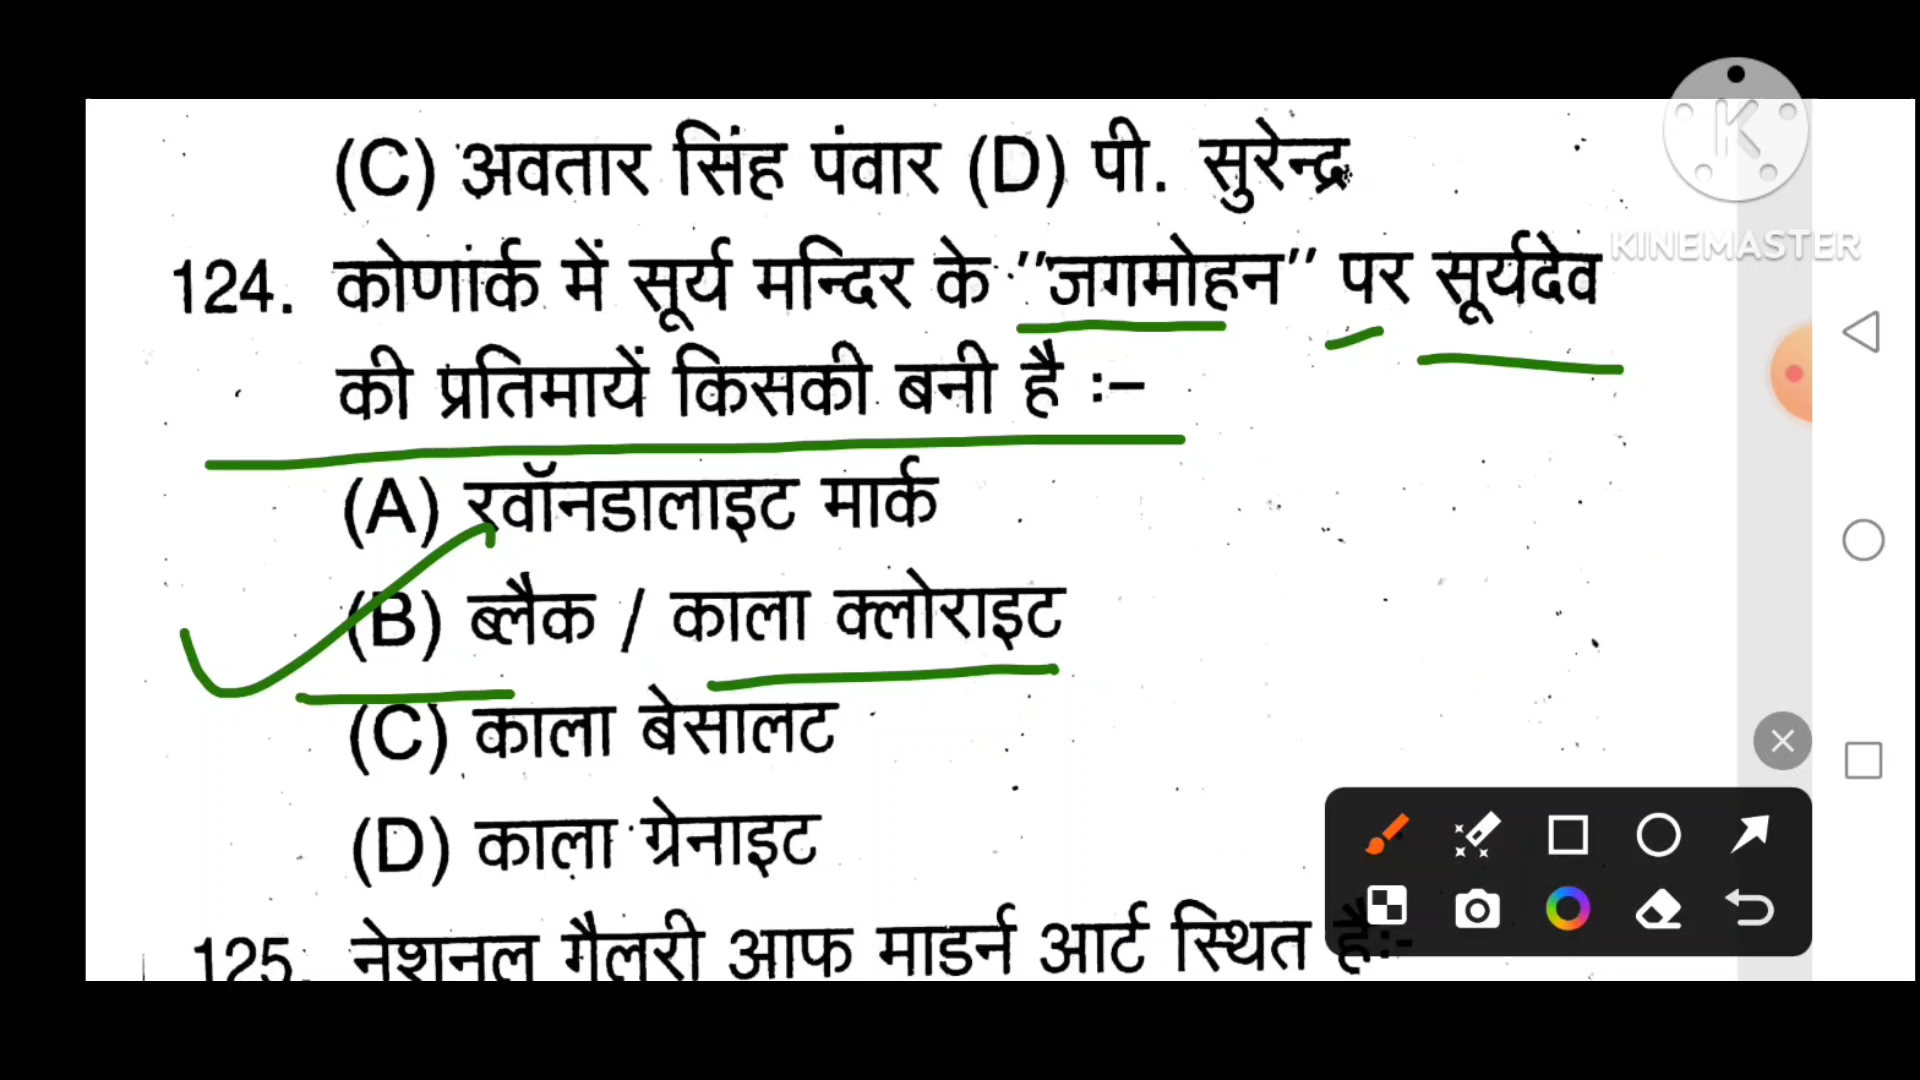 (C) अवतार सिंह पंवार (D) पी. सुरेन्द्र
KINEMASTER
124. कोणांर्क में सूर्य मन्दिर के "जगमोहन" पर सूर्यदेव
की प्रतिमायें किसकी बनी है :–
(A) रवॉनडालाइट मार्क
(B) ब्लैक / काला क्लोराइट
(C) काला बेसालट
(D) काला ग्रेनाइट
125. नेशनल गैलरी आफ माडर्न आर्ट स्थित है:-